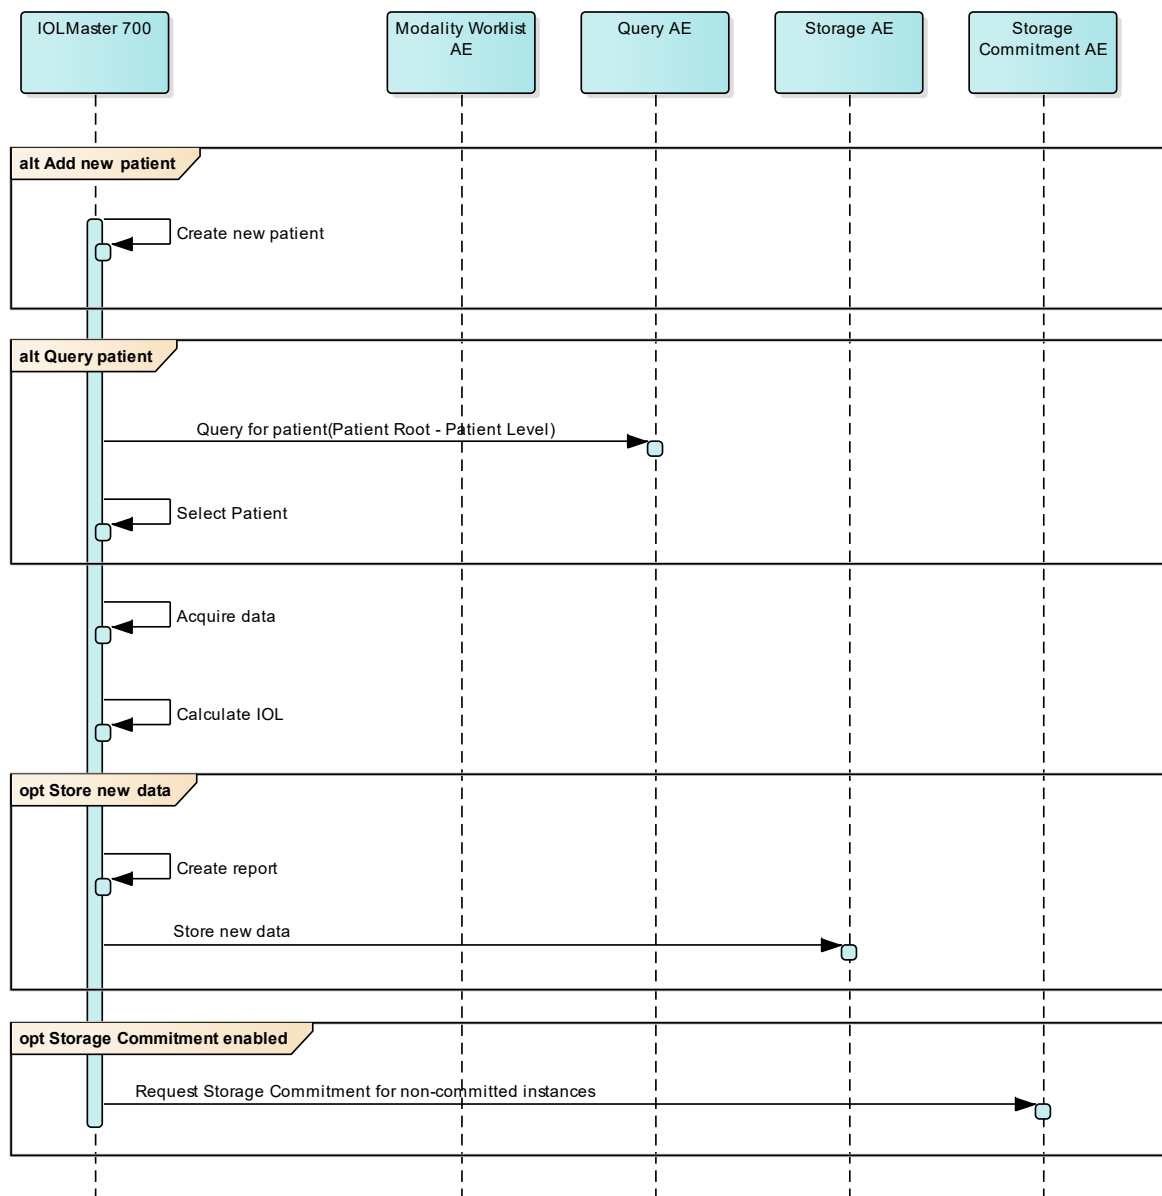 IOLMaster 700
Modality Worklist
AE
Query AE
Storage AE
Storage
Commitment AE
alt Add new patient
Create new patient
alt Query patient
Query for patient(Patient Root - Patient Level)
Select Patient
Acquire data
Calculate IOL
opt Store new data
Create report
Store new data
opt Storage Commitment enabled
Request Storage Commitment for non-committed instances